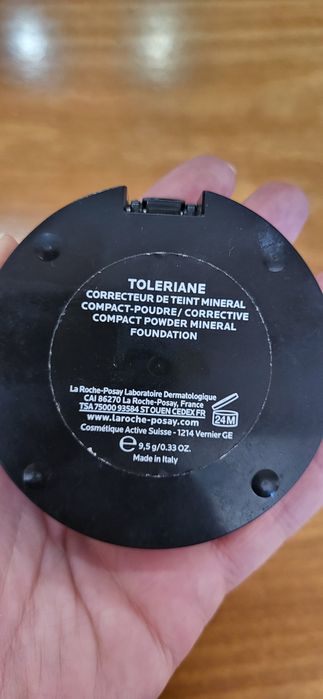 TOLERIANE
CORRECTEUR DE TEINT MINERAL
COMPACT-POUDRE/ CORRECTIVE
COMPACT POWDER MINERAL
FOUNDATION
La Roche-Posay Laboratoire Dermatologique
CAI 86270 La Roche-Posay, France
TSA 75000 93584 ST OUEN CEDEX FR
www.laroche-posay.com
24M
Cosmétique Active Suisse - 1214 Vernier GE
e 9,5 g/0.33 OZ.
Made in Italy